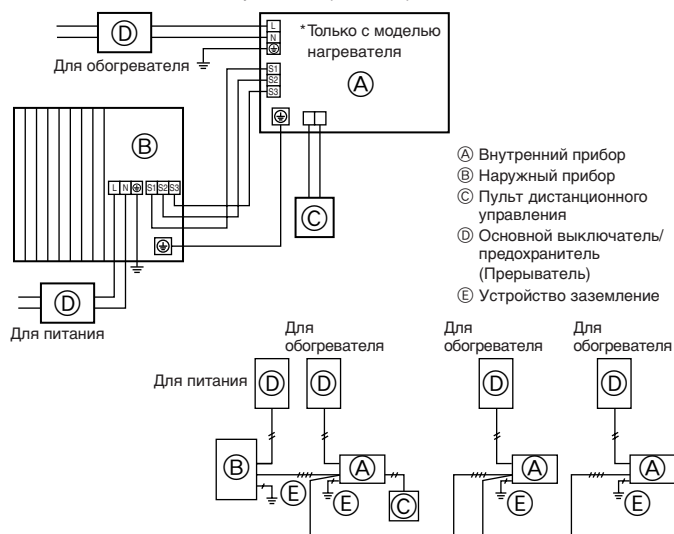 D
L
N
*Только с моделью
нагревателя
Для обогревателя
S1
S2
S3
A
B
L N S1 S2 S3
C
D
Для питания
A Внутренний прибор
B Наружный прибор
C Пульт дистанционного
управления
D Основной выключатель/
предохранитель
(Прерыватель)
E Устройство заземление
Для
обогревателя
Для
обогревателя
Для
обогревателя
Для питания
D D D D
B A A A
E E C E E